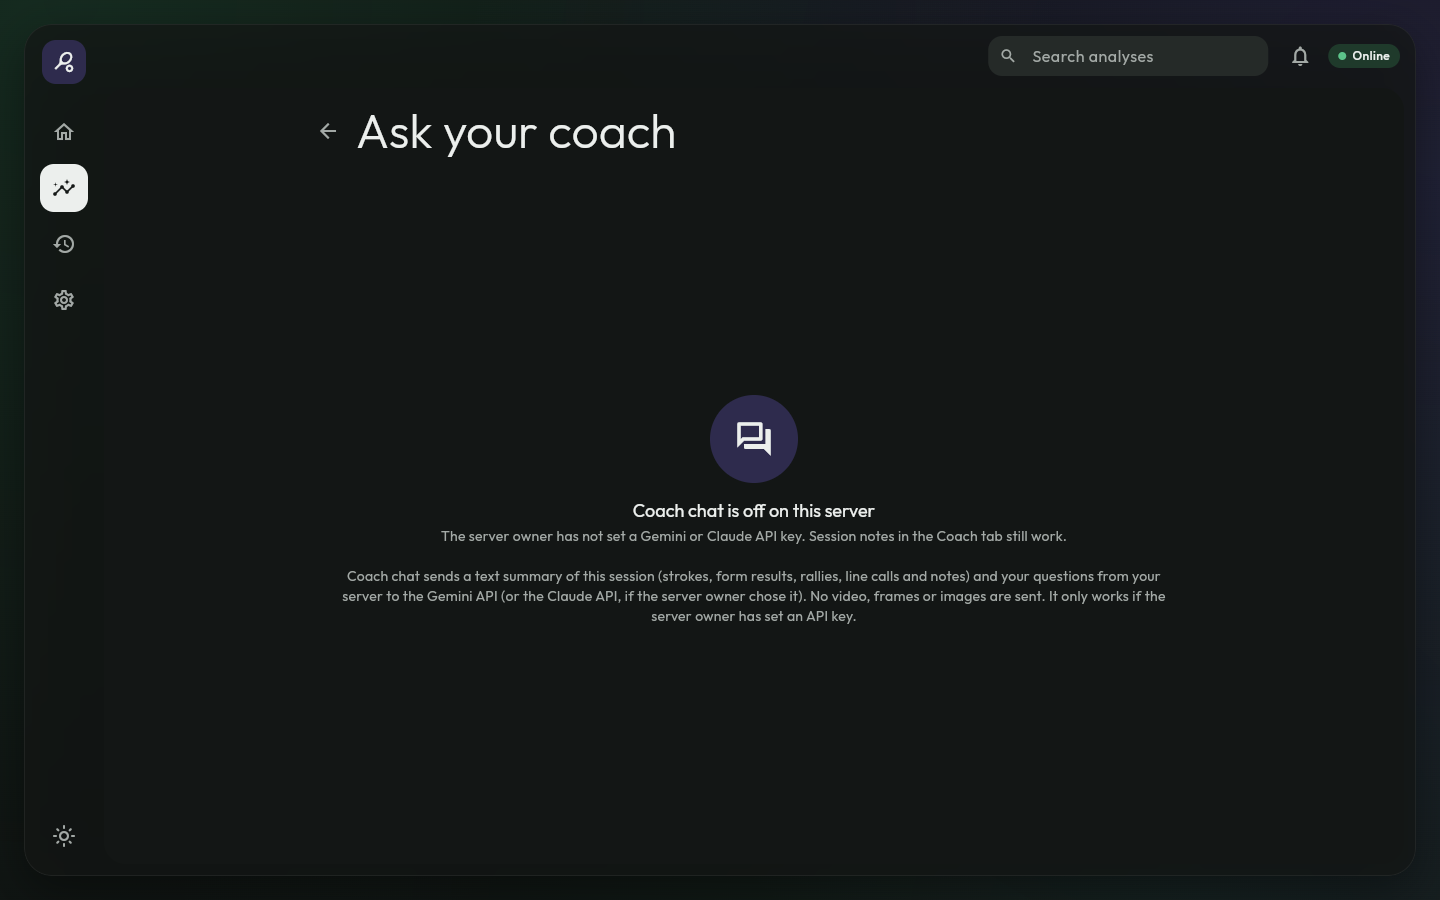 Search analyses
Online
Ask your coach
Coach chat is off on this server
The server owner has not set a Gemini or Claude API key. Session notes in the Coach tab still work.
Coach chat sends a text summary of this session (strokes, form results, rallies, line calls and notes) and your questions from your
server to the Gemini API (or the Claude API, if the server owner chose it). No video, frames or images are sent. It only works if the
server owner has set an API key.